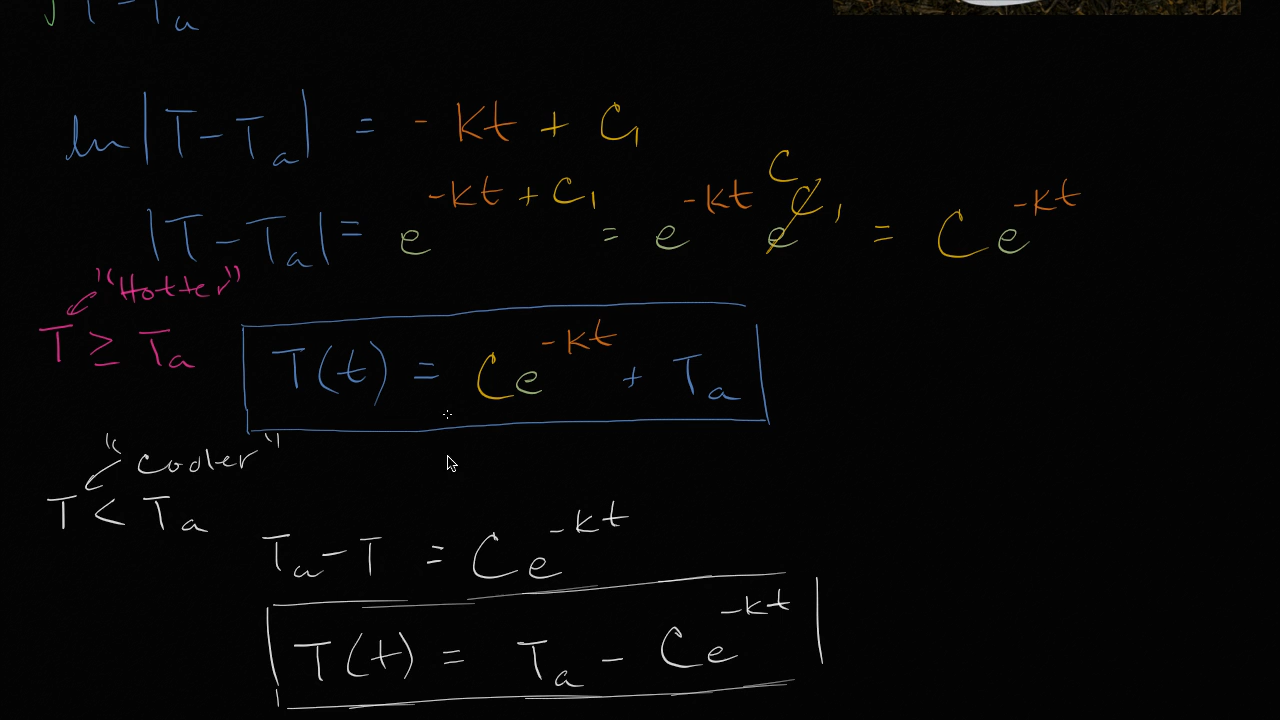 ∫ T - Tₐ
ln |T - Tₐ| = -kt + C₁
|T - Tₐ| = e^(-kt + C₁) = e^(-kt) e^(C₁) C = Ce^(-kt)
"Hotter"
T ≥ Tₐ
T(t) = Ce^(-kt) + Tₐ
"Cooler"
T < Tₐ
Tₐ - T = Ce^(-kt)
T(t) = Tₐ - Ce^(-kt)